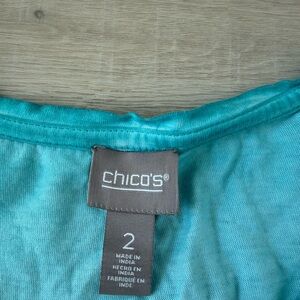 chico's®
2
MADE IN
INDIA
HECHO EN
INDIA
FABRIQUÉ EN
INDE